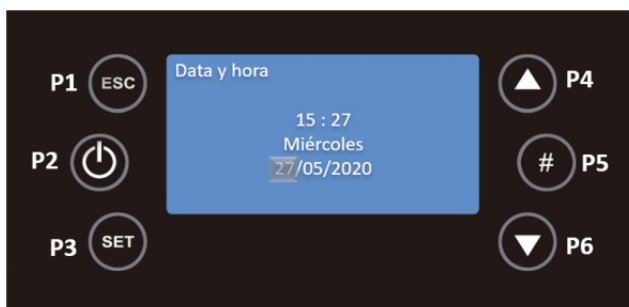 P1 ESC
P2
P3 SET
Data y hora
15 : 27
Miércoles
27/05/2020
P4
# P5
P6